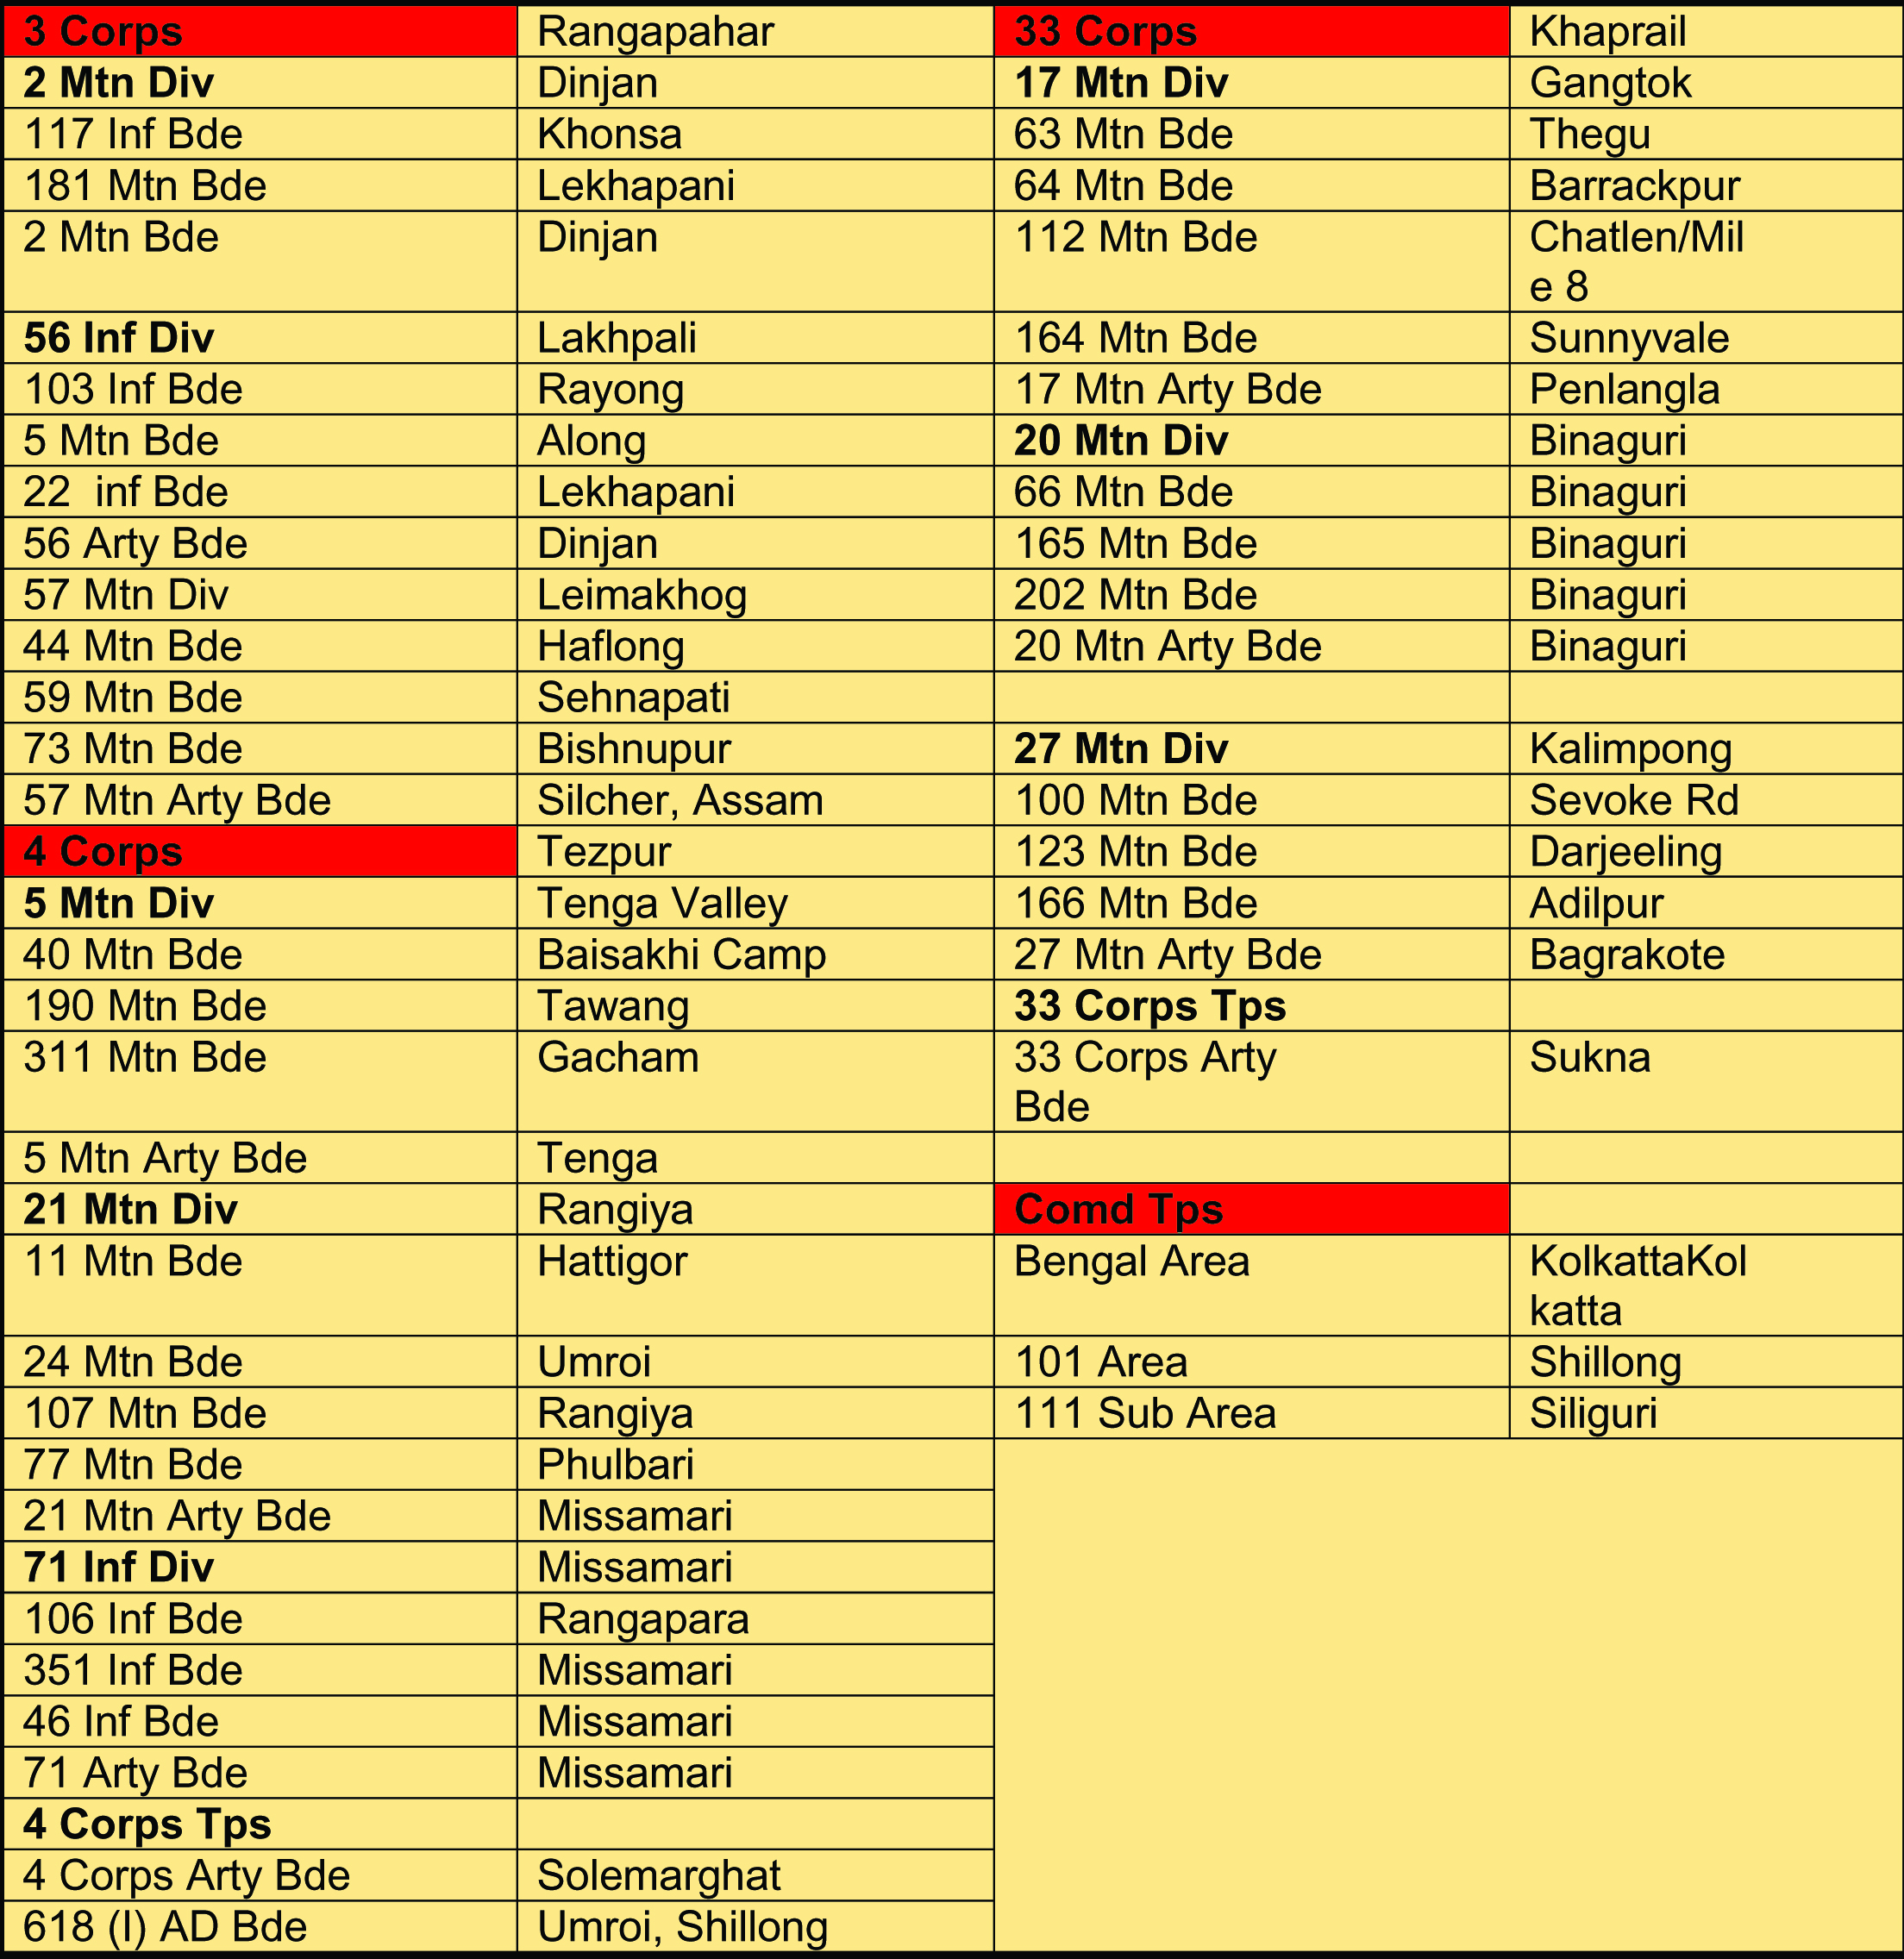 3 Corps Rangapahar 33 Corps Khaprail
2 Mtn Div Dinjan 17 Mtn Div Gangtok
117 Inf Bde Khonsa 63 Mtn Bde Thegu
181 Mtn Bde Lekhapani 64 Mtn Bde Barrackpur
2 Mtn Bde Dinjan 112 Mtn Bde Chatlen/Mil
e 8
56 Inf Div Lakhpali 164 Mtn Bde Sunnyvale
103 Inf Bde Rayong 17 Mtn Arty Bde Penlangla
5 Mtn Bde Along 20 Mtn Div Binaguri
22 inf Bde Lekhapani 66 Mtn Bde Binaguri
56 Arty Bde Dinjan 165 Mtn Bde Binaguri
57 Mtn Div Leimakhog 202 Mtn Bde Binaguri
44 Mtn Bde Haflong 20 Mtn Arty Bde Binaguri
59 Mtn Bde Sehnapati
73 Mtn Bde Bishnupur 27 Mtn Div Kalimpong
57 Mtn Arty Bde Silcher, Assam 100 Mtn Bde Sevoke Rd
4 Corps Tezpur 123 Mtn Bde Darjeeling
5 Mtn Div Tenga Valley 166 Mtn Bde Adilpur
40 Mtn Bde Baisakhi Camp 27 Mtn Arty Bde Bagrakote
190 Mtn Bde Tawang 33 Corps Tps
311 Mtn Bde Gacham 33 Corps Arty Sukna
Bde
5 Mtn Arty Bde Tenga
21 Mtn Div Rangiya Comd Tps
11 Mtn Bde Hattigor Bengal Area KolkattaKol
katta
24 Mtn Bde Umroi 101 Area Shillong
107 Mtn Bde Rangiya 111 Sub Area Siliguri
77 Mtn Bde Phulbari
21 Mtn Arty Bde Missamari
71 Inf Div Missamari
106 Inf Bde Rangapara
351 Inf Bde Missamari
46 Inf Bde Missamari
71 Arty Bde Missamari
4 Corps Tps
4 Corps Arty Bde Solemarghat
618 (I) AD Bde Umroi, Shillong